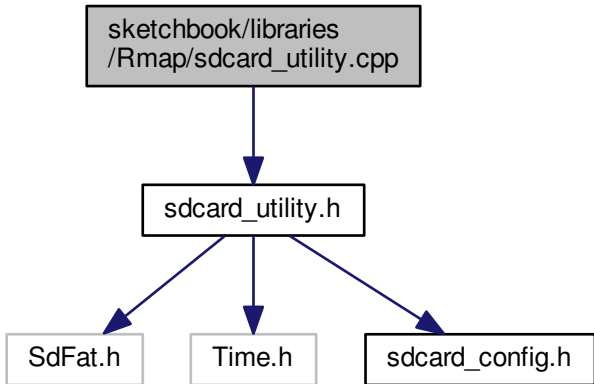 sketchbook/libraries
/Rmap/sdcard_utility.cpp
sdcard_utility.h
SdFat.h
Time.h
sdcard_config.h